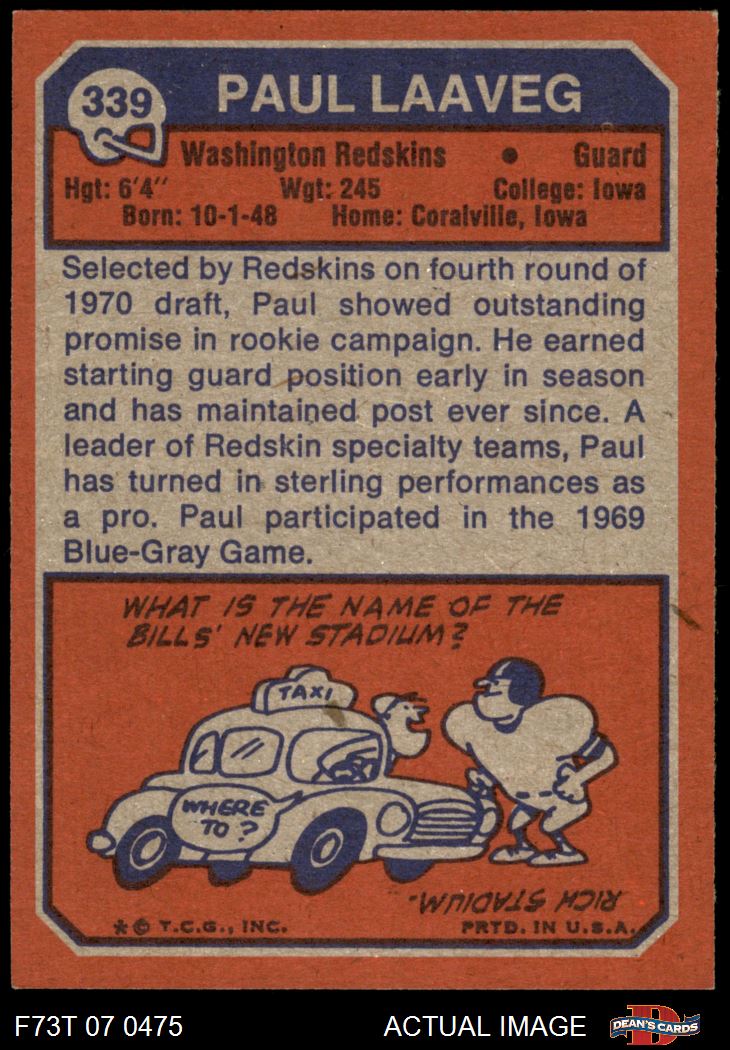 339
PAUL LAAVEG
Washington Redskins • Guard
Hgt: 6'4" Wgt: 245 College: Iowa
Born: 10-1-48 Home: Coralville, Iowa
Selected by Redskins on fourth round of
1970 draft, Paul showed outstanding
promise in rookie campaign. He earned
starting guard position early in season
and has maintained post ever since. A
leader of Redskin specialty teams, Paul
has turned in sterling performances as
a pro. Paul participated in the 1969
Blue-Gray Game.
WHAT IS THE NAME OF THE
BILLS' NEW STADIUM?
TAXI
WHERE
TO?
RICH STADIUM.
* © T.C.G., INC. PRTD. IN U.S.A.
F73T 07 0475 ACTUAL IMAGE
D
DEAN'S CARDS